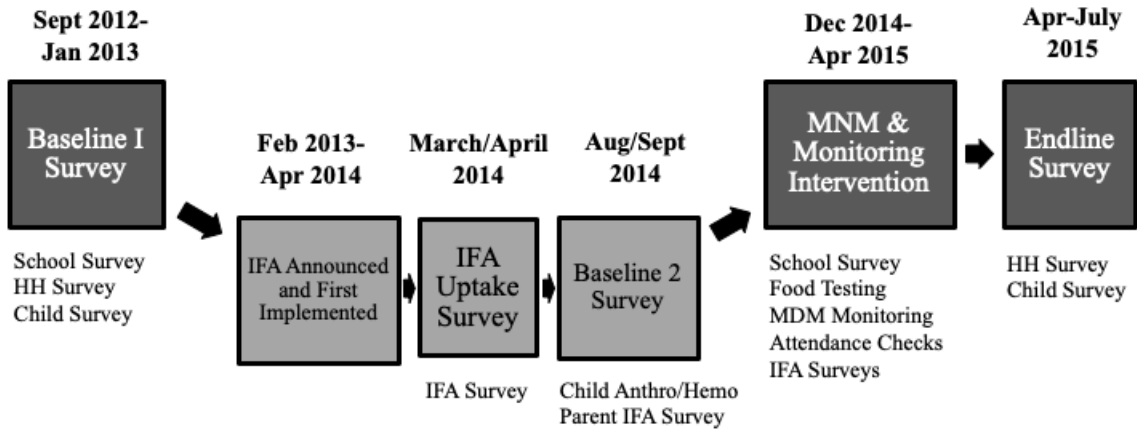 Sept 2012-
Jan 2013
Baseline I
Survey
School Survey
HH Survey
Child Survey
Feb 2013-
Apr 2014
IFA Announced
and First
Implemented
March/April
2014
IFA
Uptake
Survey
IFA Survey
Aug/Sept
2014
Baseline 2
Survey
Child Anthro/Hemo
Parent IFA Survey
Dec 2014-
Apr 2015
MNM &
Monitoring
Intervention
School Survey
Food Testing
MDM Monitoring
Attendance Checks
IFA Surveys
Apr-July
2015
Endline
Survey
HH Survey
Child Survey